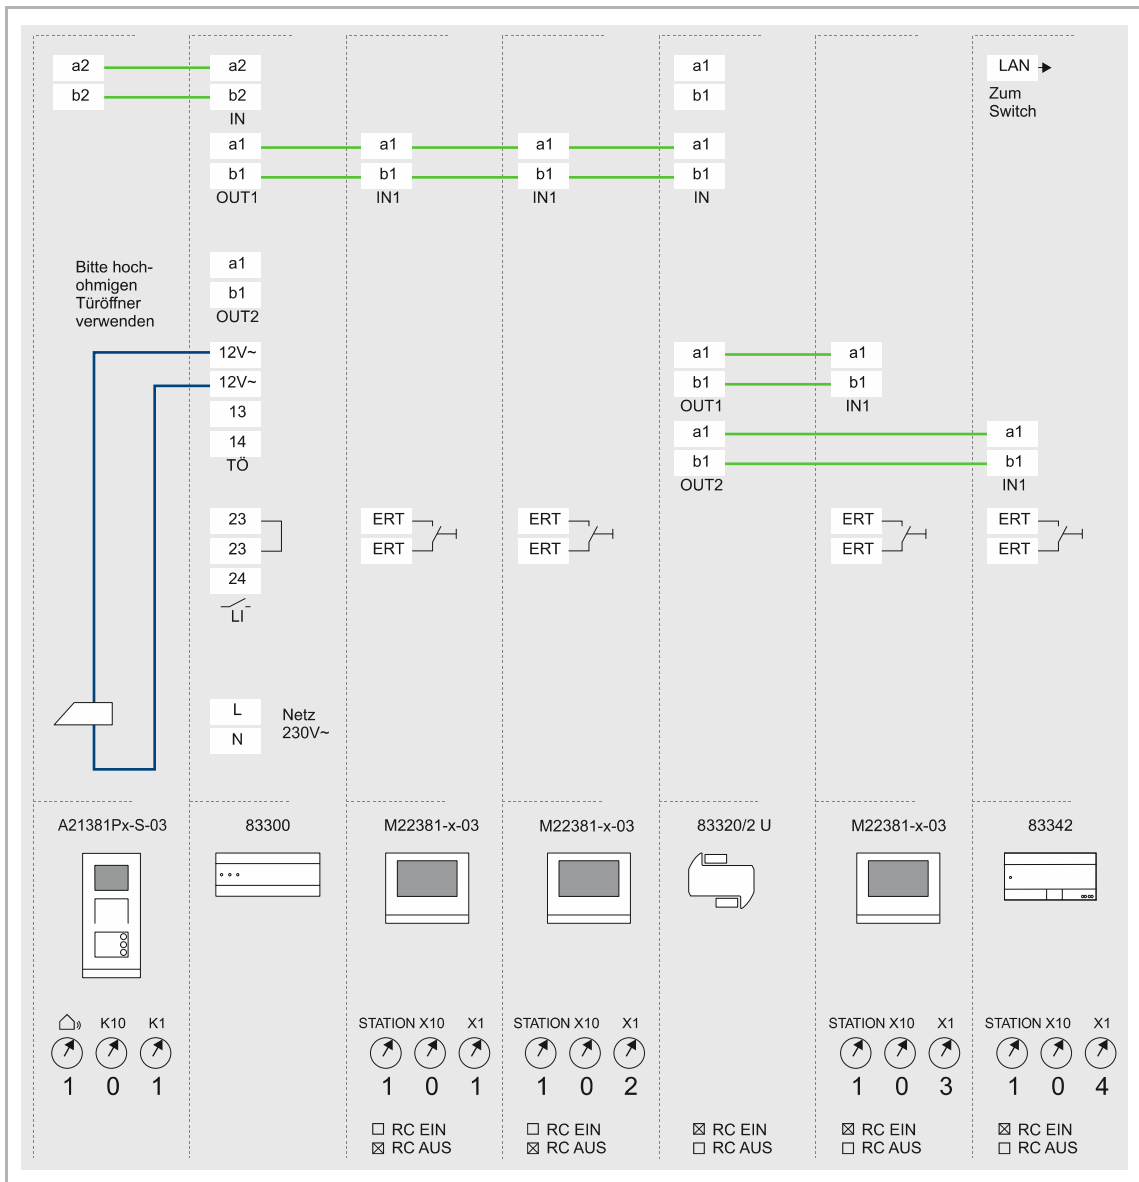 a2 a2 a1 LAN
b2 b2 b1 Zum
IN Switch
a1 a1 a1 a1
b1 b1 b1 b1
OUT1 IN1 IN1 IN
Bitte hoch-
ohmigen
Türöffner
verwenden
a1
b1
OUT2
12V~ a1 a1
12V~ b1 b1
13 OUT1 IN1
14 a1 a1
TÖ b1 b1
OUT2 IN1
23 ERT ERT ERT ERT
23 ERT ERT ERT ERT
24
LI
L Netz
N 230V~
A21381Px-S-03 83300 M22381-x-03 M22381-x-03 83320/2 U M22381-x-03 83342
K10 K1 STATION X10 X1 STATION X10 X1 STATION X10 X1 STATION X10 X1
1 0 1 1 0 1 1 0 2 1 0 3 1 0 4
RC EIN RC EIN RC EIN RC EIN RC EIN
RC AUS RC AUS RC AUS RC AUS RC AUS